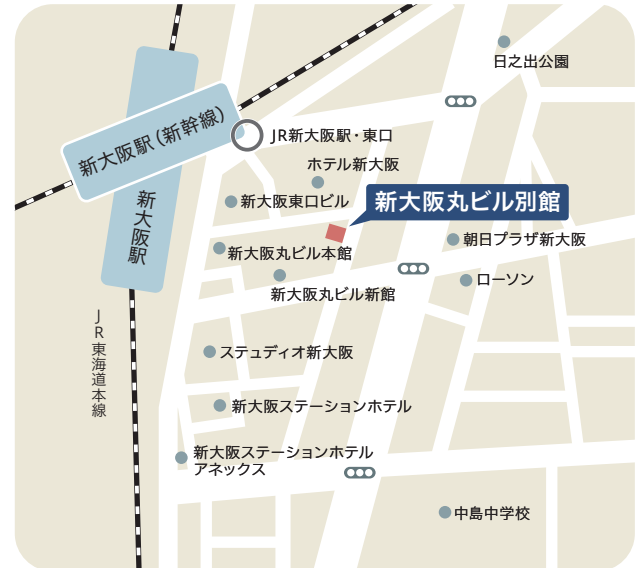 日之出公園
新大阪駅（新幹線）
JR新大阪駅・東口
ホテル新大阪
新大阪東口ビル
新大阪丸ビル別館
新大阪駅
新大阪丸ビル本館
朝日プラザ新大阪
ローソン
新大阪丸ビル新館
JR東海道本線
ステュディオ新大阪
新大阪ステーションホテル
新大阪ステーションホテル
アネックス
中島中学校